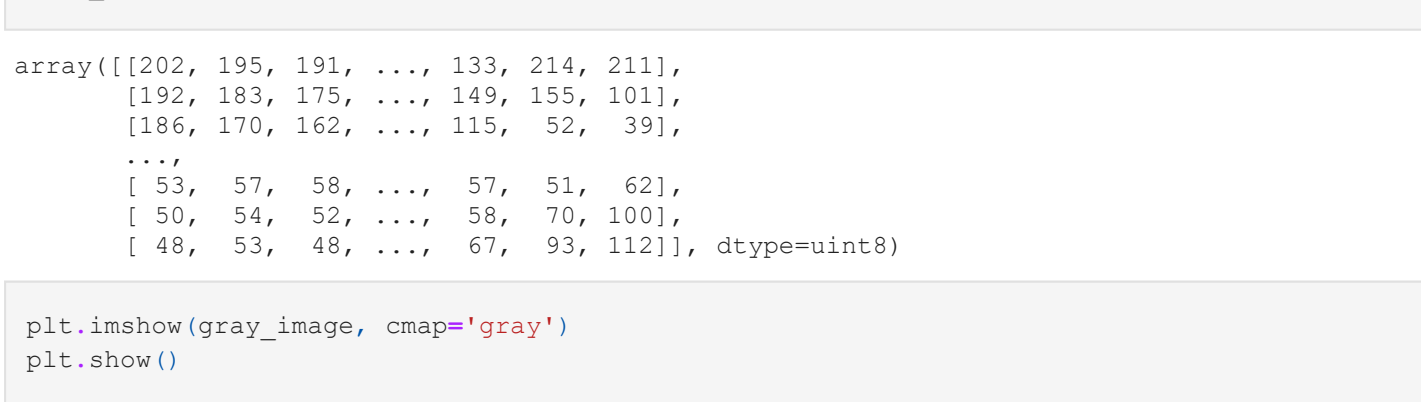 array([[202, 195, 191, ..., 133, 214, 211],
       [192, 183, 175, ..., 149, 155, 101],
       [186, 170, 162, ..., 115,  52,  39],
       ...,
       [ 53,  57,  58, ...,  57,  51,  62],
       [ 50,  54,  52, ...,  58,  70, 100],
       [ 48,  53,  48, ...,  67,  93, 112]], dtype=uint8)
plt.imshow(gray_image, cmap='gray')
plt.show()